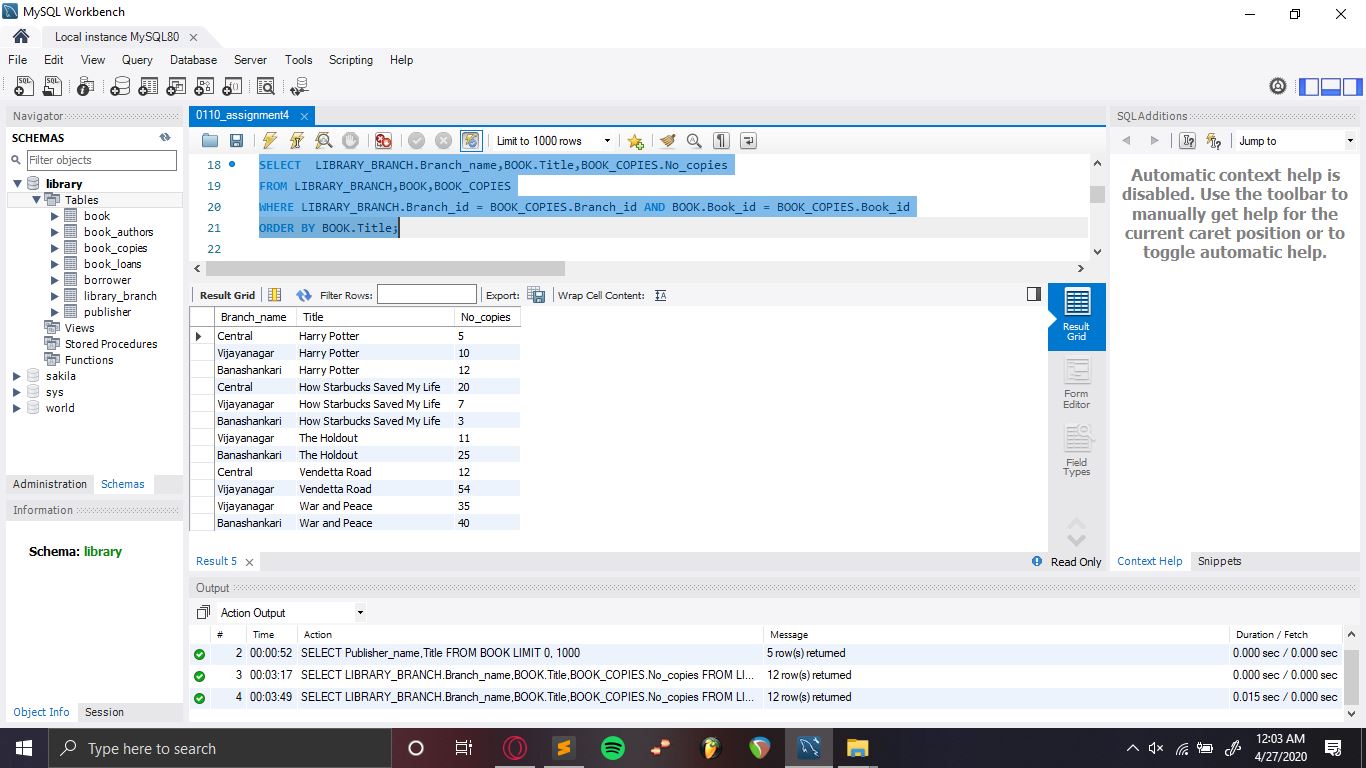 MySQL Workbench
Local instance MySQL80
File Edit View Query Database Server Tools Scripting Help
Navigator
SCHEMAS
Filter objects
library
Tables
book
book_authors
book_copies
book_loans
borrower
library_branch
publisher
Views
Stored Procedures
Functions
sakila
sys
world
Administration Schemas
Information
Schema: library
Object Info Session
0110_assignment4
Limit to 1000 rows
18 SELECT LIBRARY_BRANCH.Branch_name,BOOK.Title,BOOK_COPIES.No_copies
19 FROM LIBRARY_BRANCH,BOOK,BOOK_COPIES
20 WHERE LIBRARY_BRANCH.Branch_id = BOOK_COPIES.Branch_id AND BOOK.Book_id = BOOK_COPIES.Book_id
21 ORDER BY BOOK.Title;
22
Result Grid Filter Rows: Export: Wrap Cell Content: IA
Branch_name Title No_copies
Central Harry Potter 5
Vijayanagar Harry Potter 10
Banashankari Harry Potter 12
Central How Starbucks Saved My Life 20
Vijayanagar How Starbucks Saved My Life 7
Banashankari How Starbucks Saved My Life 3
Vijayanagar The Holdout 11
Banashankari The Holdout 25
Central Vendetta Road 12
Vijayanagar Vendetta Road 54
Vijayanagar War and Peace 35
Banashankari War and Peace 40
Result Grid
Form Editor
Field Types
Result 5 Read Only
SQLAdditions
Jump to
Automatic context help is
disabled. Use the toolbar to
manually get help for the
current caret position or to
toggle automatic help.
Context Help Snippets
Output
Action Output
# Time Action Message Duration / Fetch
2 00:00:52 SELECT Publisher_name,Title FROM BOOK LIMIT 0, 1000 5 row(s) returned 0.000 sec / 0.000 sec
3 00:03:17 SELECT LIBRARY_BRANCH.Branch_name,BOOK.Title,BOOK_COPIES.No_copies FROM LI... 12 row(s) returned 0.000 sec / 0.000 sec
4 00:03:49 SELECT LIBRARY_BRANCH.Branch_name,BOOK.Title,BOOK_COPIES.No_copies FROM LI... 12 row(s) returned 0.015 sec / 0.000 sec
Type here to search
12:03 AM
4/27/2020